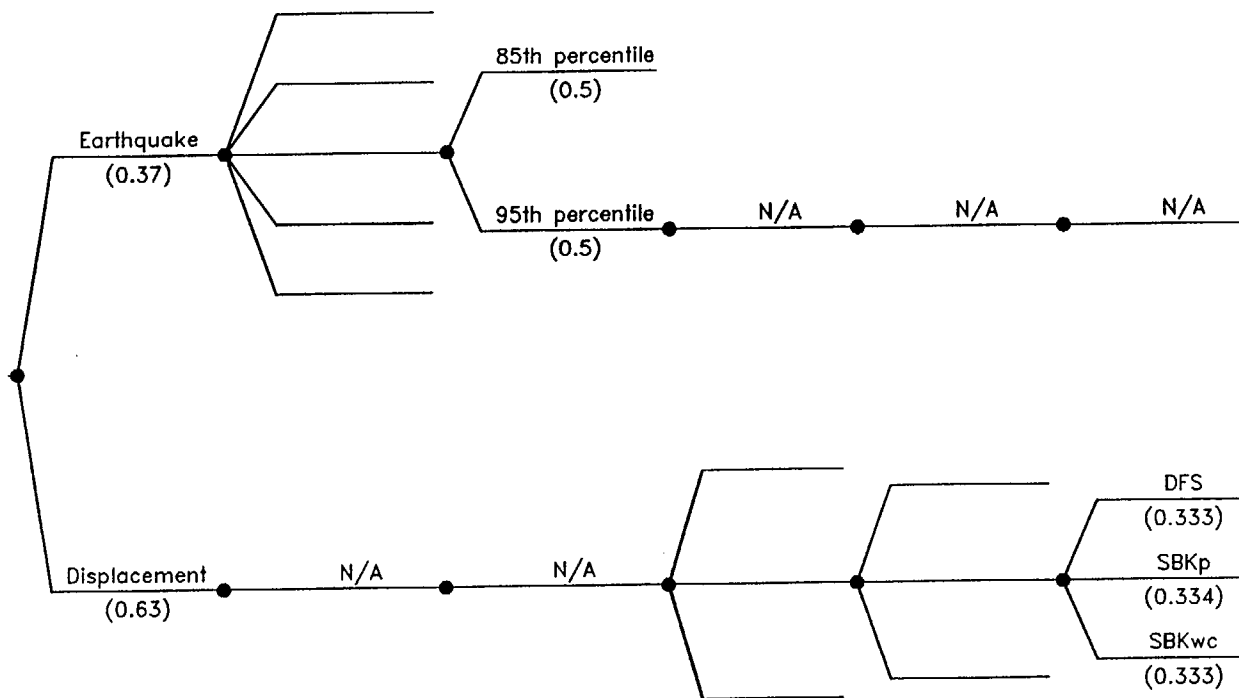 85th percentile
(0.5)
Earthquake
(0.37)
95th percentile
(0.5)
N/A
N/A
N/A
Displacement
(0.63)
N/A
N/A
DFS
(0.333)
SBKp
(0.334)
SBKwc
(0.333)